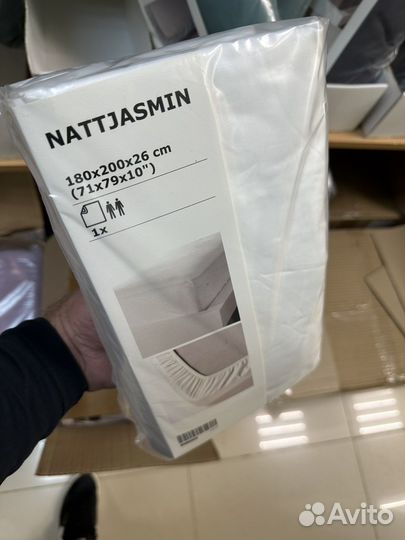 NATTJASMIN
180x200x26 cm
(71x79x10")
1x
Avito